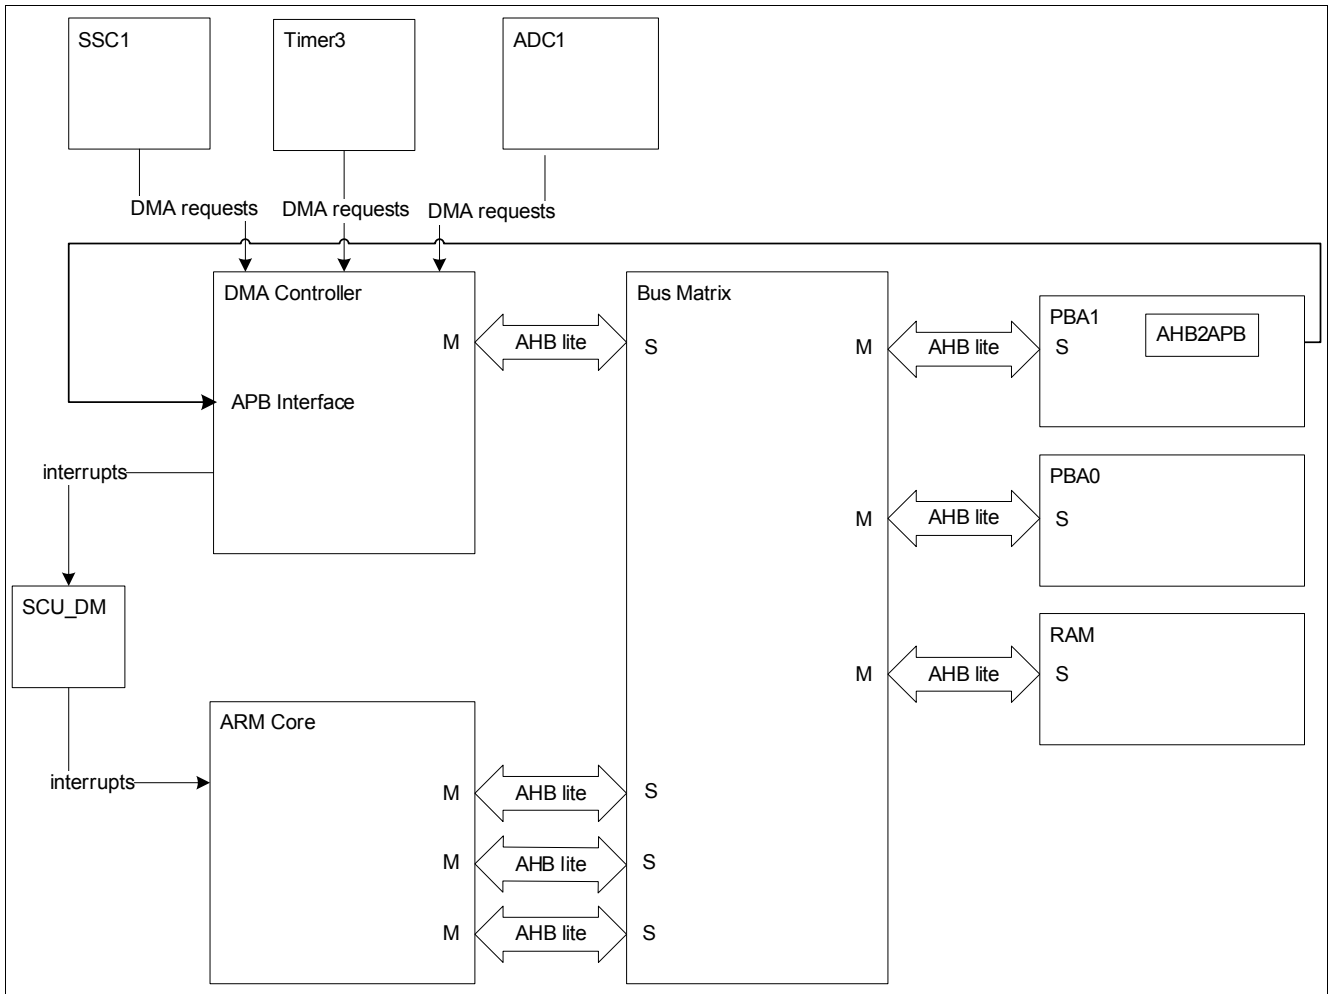 SSC1
Timer3
ADC1
DMA requests
DMA requests
DMA requests
DMA Controller
Bus Matrix
PBA1
AHB2APB
M
AHB lite
S
M
AHB lite
S
APB Interface
interrupts
PBA0
M
AHB lite
S
SCU_DM
RAM
M
AHB lite
S
ARM Core
interrupts
M
AHB lite
S
M
AHB lite
S
M
AHB lite
S